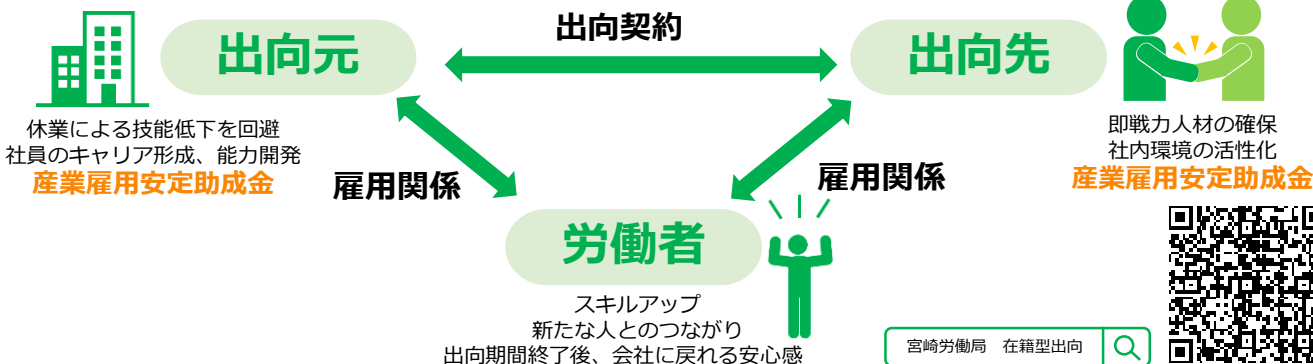 出向契約
出向元
出向先
休業による技能低下を回避
社員のキャリア形成、能力開発
産業雇用安定助成金
即戦力人材の確保
社内環境の活性化
産業雇用安定助成金
雇用関係
雇用関係
労働者
スキルアップ
新たな人とのつながり
出向期間終了後、会社に戻れる安心感
宮崎労働局 在籍型出向